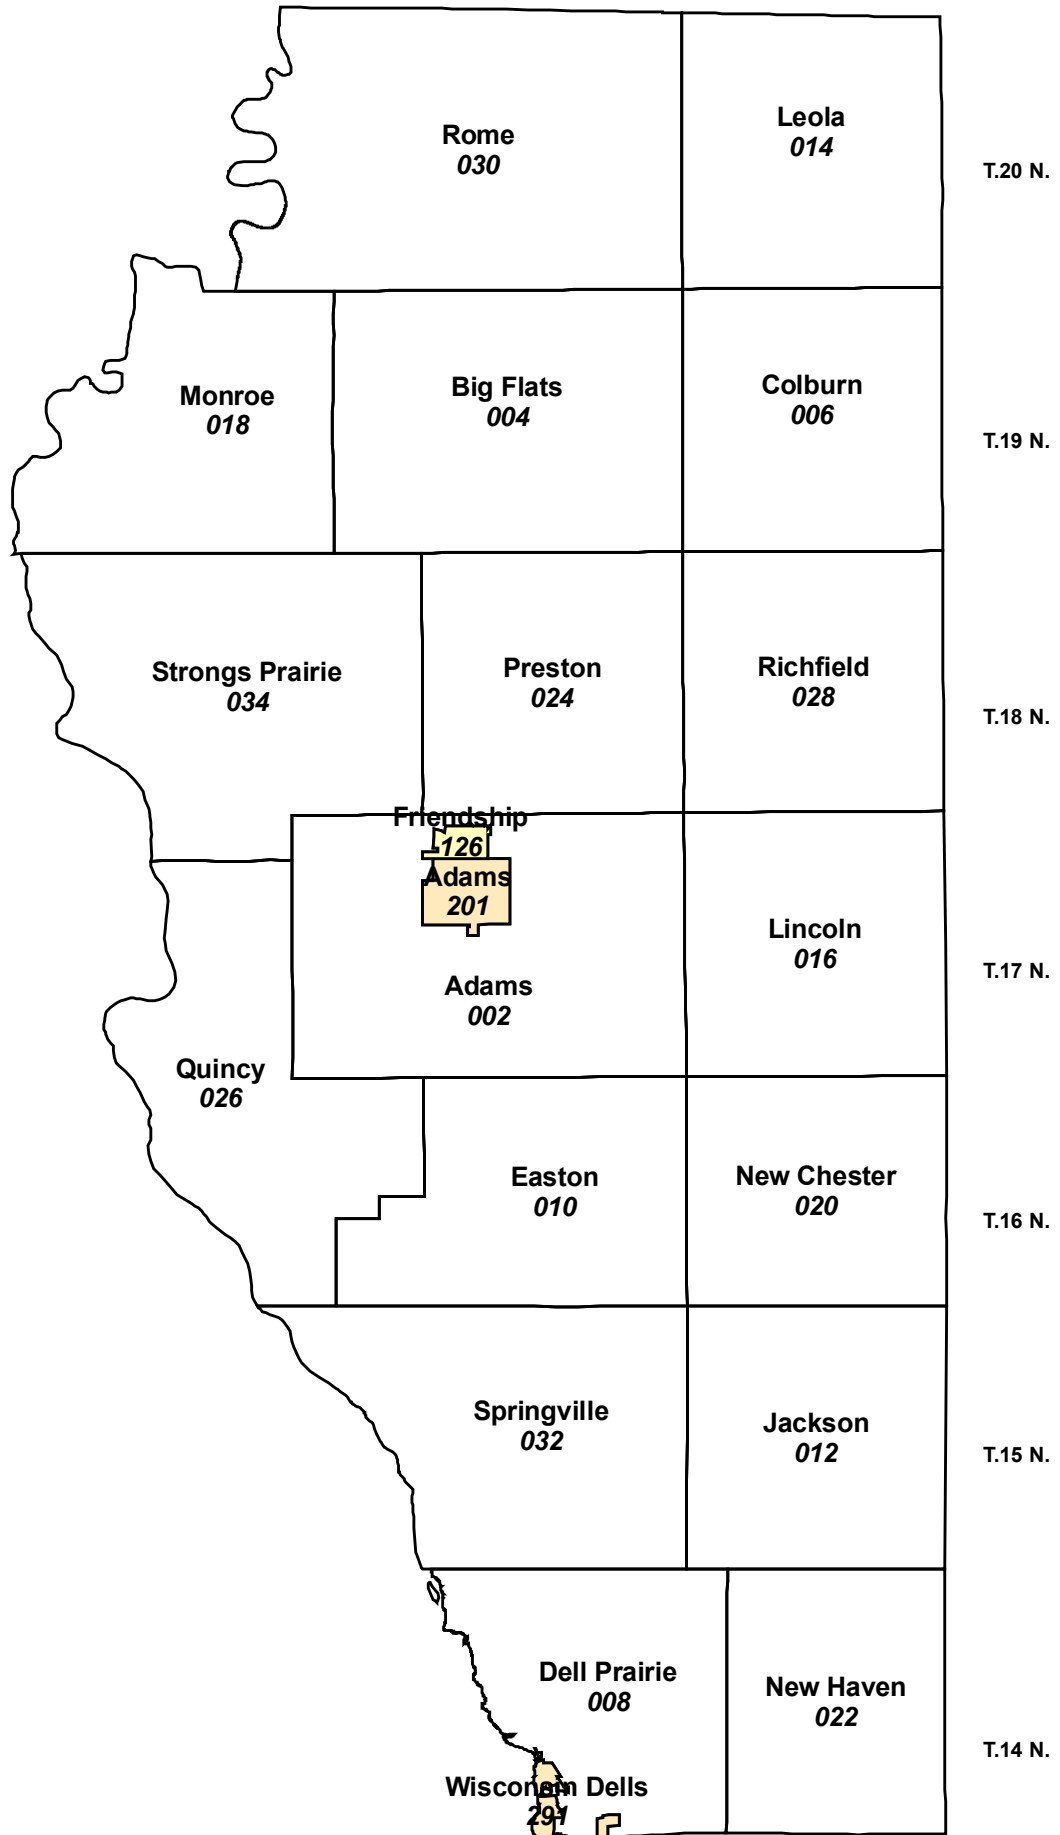 Rome
030
Leola
014
T.20 N.
Monroe
018
Big Flats
004
Colburn
006
T.19 N.
Strongs Prairie
034
Preston
024
Richfield
028
T.18 N.
Friendship
126
Adams
201
Adams
002
Lincoln
016
T.17 N.
Quincy
026
Easton
010
New Chester
020
T.16 N.
Springville
032
Jackson
012
T.15 N.
Dell Prairie
008
New Haven
022
T.14 N.
Wisconsin Dells
291